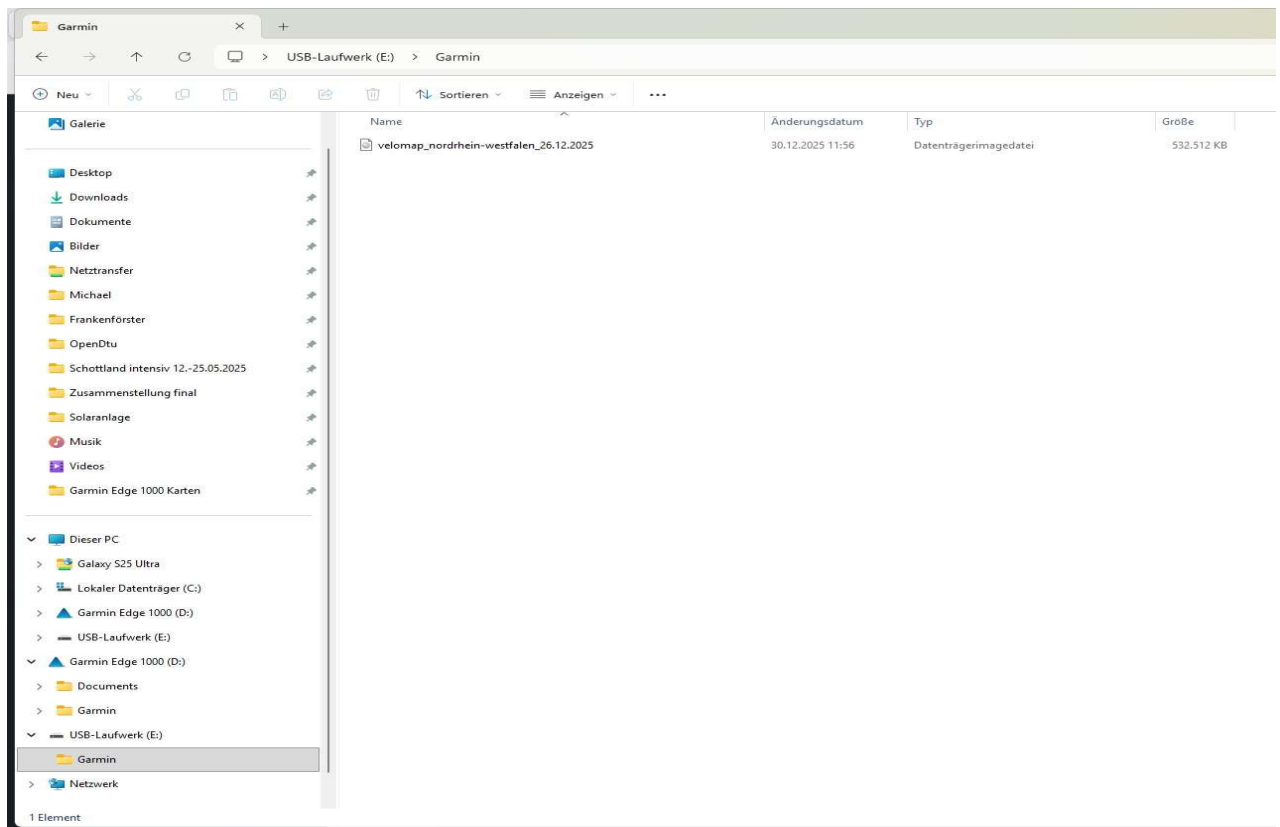 Garmin
USB-Laufwerk (E:) > Garmin
Neu Sortieren Anzeigen ...
Galerie
Desktop
Downloads
Dokumente
Bilder
Netztransfer
Michael
Frankenförster
OpenDtu
Schottland intensiv 12.-25.05.2025
Zusammenstellung final
Solaranlage
Musik
Videos
Garmin Edge 1000 Karten
Dieser PC
Galaxy S25 Ultra
Lokaler Datenträger (C:)
Garmin Edge 1000 (D:)
USB-Laufwerk (E:)
Garmin Edge 1000 (D:)
Documents
Garmin
USB-Laufwerk (E:)
Garmin
Netzwerk
Name Änderungsdatum Typ Größe
velomap_nordrhein-westfalen_26.12.2025 30.12.2025 11:56 Datenträgerimagedatei 532.512 KB
1 Element